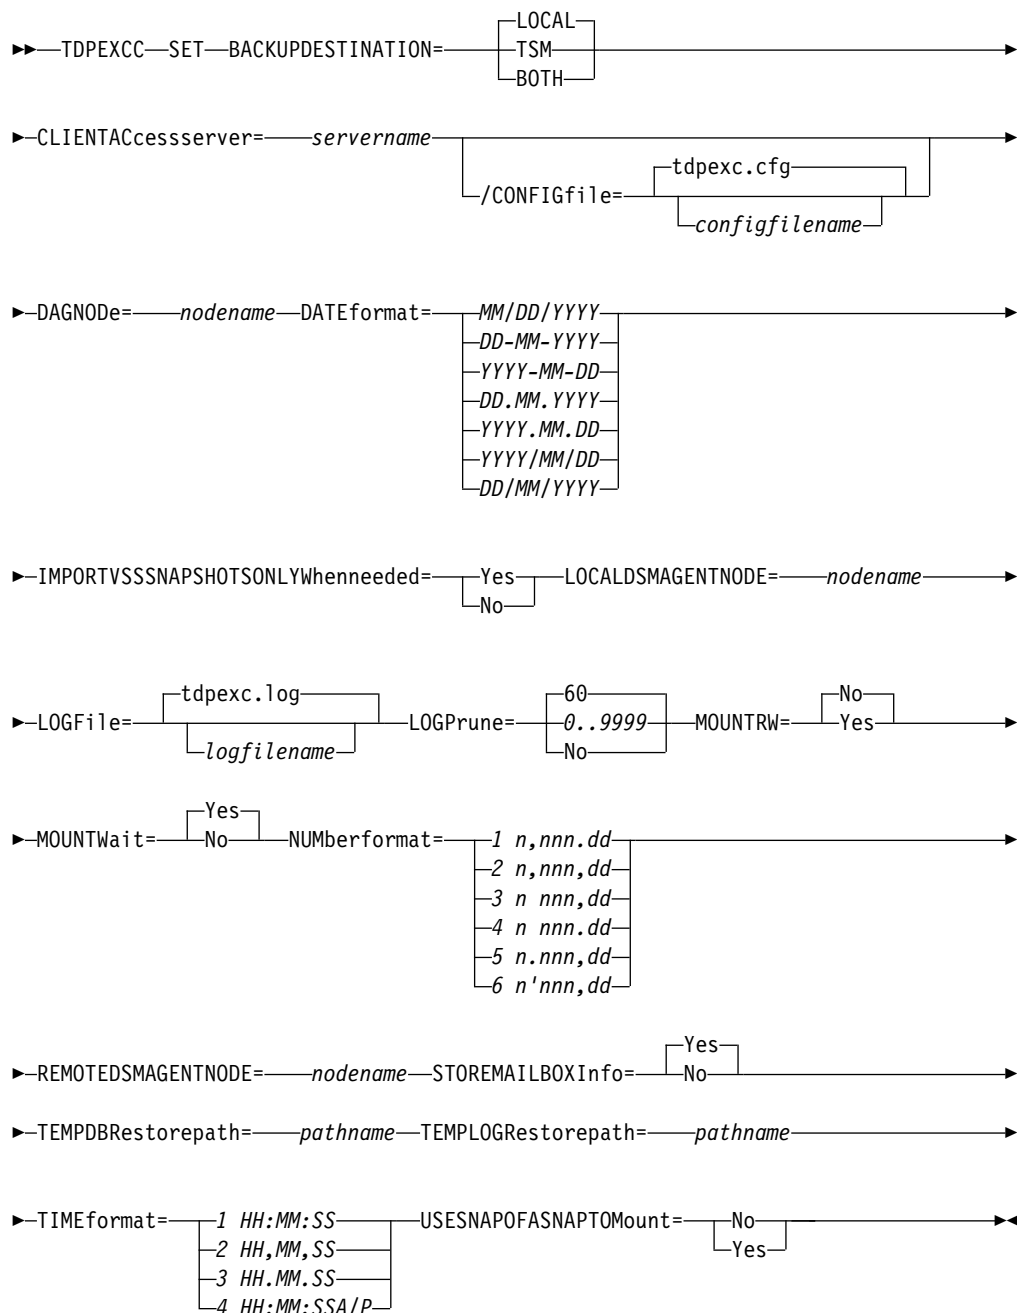 LOCAL
TDPEXCC SET BACKUPDESTINATION= TSM
BOTH
CLIENTACcessserver= servername
tdpexc.cfg
/CONFIGfile=
configfilename
DAGNODe= nodename DATEformat= MM/DD/YYYY
DD-MM-YYYY
YYYY-MM-DD
DD.MM.YYYY
YYYY.MM.DD
YYYY/MM/DD
DD/MM/YYYY
IMPORTVSSSNAPSHOTSONLYWhenneeded= Yes LOCALDSMAGENTNODE= nodename
No
tdpexc.log 60 No
LOGFile= LOGPrune= 0..9999 MOUNTRW= Yes
logfilename No
Yes
MOUNTWait= No NUMberformat= 1 n,nnn.dd
2 n,nnn,dd
3 n nnn,dd
4 n nnn.dd
5 n.nnn,dd
6 n'nnn,dd
Yes
REMOTEDSMAGENTNODE= nodename STOREMAILBOXInfo= No
TEMPDBRestorepath= pathname TEMPLOGRestorepath= pathname
TIMEformat= 1 HH:MM:SS USESNAPOFASNAPTOMount= No
2 HH,MM,SS Yes
3 HH.MM.SS
4 HH:MM:SSA/P